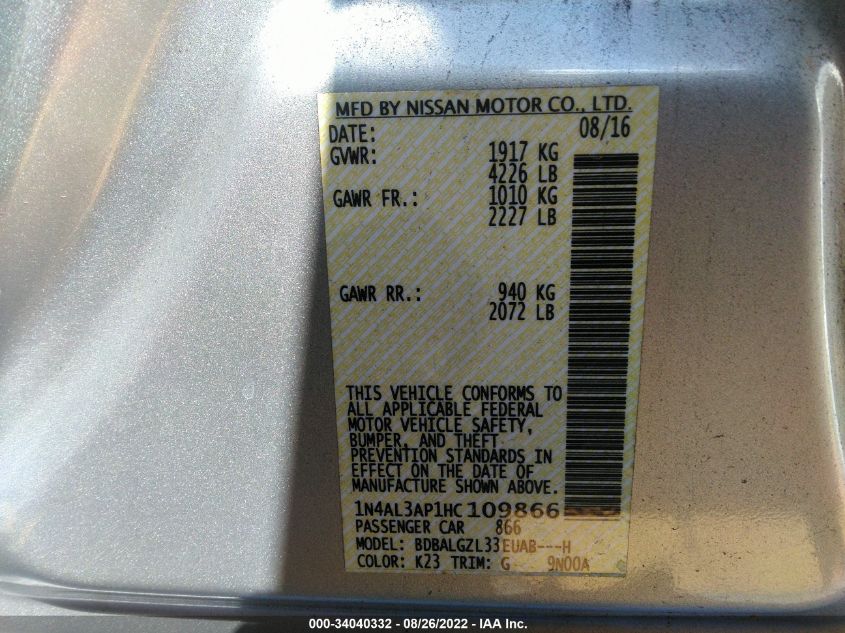 MFD BY NISSAN MOTOR CO., LTD.
DATE: 08/16
GVWR: 1917 KG
4226 LB
GAWR FR.: 1010 KG
2227 LB
GAWR RR.: 940 KG
2072 LB
THIS VEHICLE CONFORMS TO
ALL APPLICABLE FEDERAL
MOTOR VEHICLE SAFETY,
BUMPER, AND THEFT
PREVENTION STANDARDS IN
EFFECT ON THE DATE OF
MANUFACTURE SHOWN ABOVE.
1N4AL3AP1HC109866
PASSENGER CAR 866
MODEL: BDBALGZL33EUAB---H
COLOR: K23 TRIM: G 9N00A
000-34040332 - 08/26/2022 - IAA Inc.